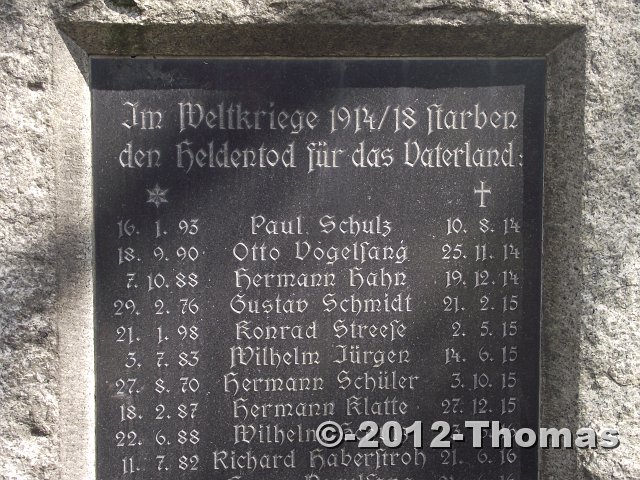 Im Weltkriege 1914/18 starben
den Heldentod für das Vaterland:
* †
16. 1. 93 Paul Schulz 10. 8. 14
18. 9. 90 Otto Vogelsang 25. 11. 14
7. 10. 88 Hermann Hahn 19. 12. 14
29. 2. 76 Gustav Schmidt 21. 2. 15
21. 1. 98 Konrad Streese 2. 5. 15
3. 7. 83 Wilhelm Jürgen 14. 6. 15
27. 8. 70 Hermann Schüler 3. 10. 15
18. 2. 87 Hermann Klatte 27. 12. 15
22. 6. 88 Wilhelm
11. 7. 82 Richard Haberstroh 21. 6. 16
©-2012-Thomas